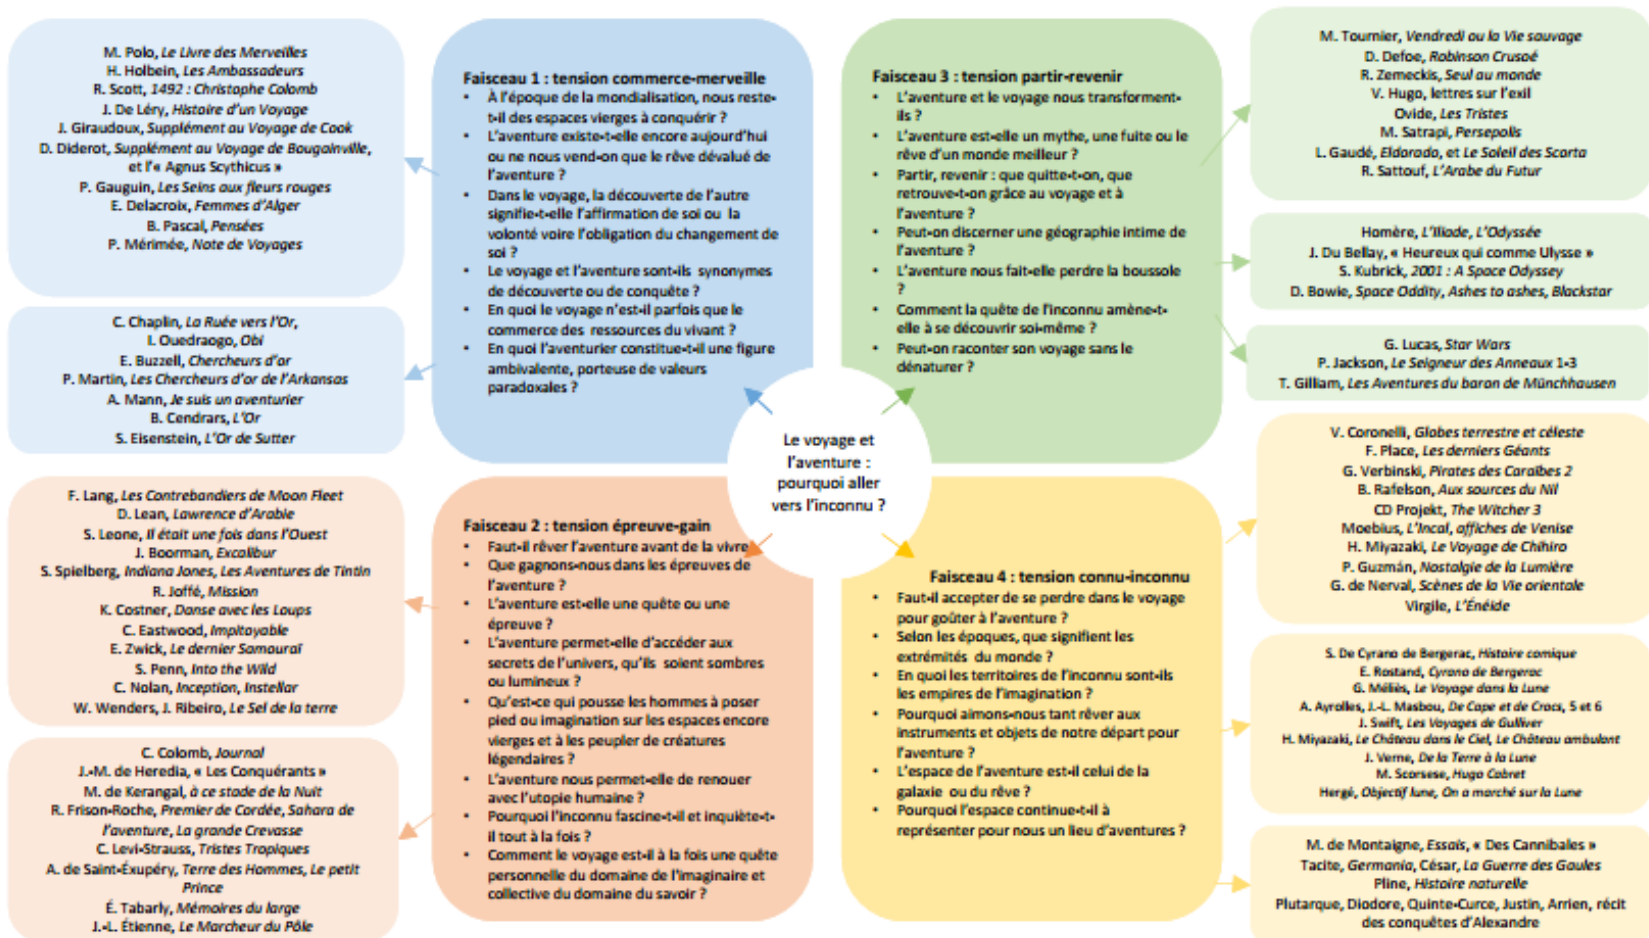 M. Polo, Le Livre des Merveilles
H. Holbein, Les Ambassadeurs
R. Scott, 1492 : Christophe Colomb
J. De Léry, Histoire d'un Voyage
J. Giraudoux, Supplément au Voyage de Cook
D. Diderot, Supplément au Voyage de Bougainville,
et l'« Agnus Scythicus »
P. Gauguin, Les Seins aux fleurs rouges
E. Delacroix, Femmes d'Alger
B. Pascal, Pensées
P. Mérimée, Note de Voyages
C. Chaplin, La Ruée vers l'Or,
I. Ouedraogo, Obi
E. Buzzell, Chercheurs d'or
P. Martin, Les Chercheurs d'or de l'Arkansas
A. Mann, Je suis un aventurier
B. Cendrars, L'Or
S. Eisenstein, L'Or de Sutter
Faisceau 1 : tension commerce-merveille
• À l'époque de la mondialisation, nous reste-
t-il des espaces vierges à conquérir ?
• L'aventure existe-t-elle encore aujourd'hui
ou ne nous vend-on que le rêve dévalué de
l'aventure ?
• Dans le voyage, la découverte de l'autre
signifie-t-elle l'affirmation de soi ou la
volonté voire l'obligation du changement de
soi ?
• Le voyage et l'aventure sont-ils synonymes
de découverte ou de conquête ?
• En quoi le voyage n'est-il parfois que le
commerce des ressources du vivant ?
• En quoi l'aventurier constitue-t-il une figure
ambivalente, porteuse de valeurs
paradoxales ?
Faisceau 3 : tension partir-revenir
• L'aventure et le voyage nous transforment-
ils ?
• L'aventure est-elle un mythe, une fuite ou le
rêve d'un monde meilleur ?
• Partir, revenir : que quitte-t-on, que
retrouve-t-on grâce au voyage et à
l'aventure ?
• Peut-on discerner une géographie intime de
l'aventure ?
• L'aventure nous fait-elle perdre la boussole
?
• Comment la quête de l'inconnu amène-t-
elle à se découvrir soi-même ?
• Peut-on raconter son voyage sans le
dénaturer ?
M. Tournier, Vendredi ou la Vie sauvage
D. Defoe, Robinson Crusoé
R. Zemeckis, Seul au monde
V. Hugo, lettres sur l'exil
Ovide, Les Tristes
M. Satrapi, Persepolis
L. Gaudé, Eldorado, et Le Soleil des Scorta
R. Sattouf, L'Arabe du Futur
Homère, L'Iliade, L'Odyssée
J. Du Bellay, « Heureux qui comme Ulysse »
S. Kubrick, 2001 : A Space Odyssey
D. Bowie, Space Oddity, Ashes to ashes, Blackstar
G. Lucas, Star Wars
P. Jackson, Le Seigneur des Anneaux 1-3
T. Gilliam, Les Aventures du baron de Münchhausen
Le voyage et
l'aventure :
pourquoi aller
vers l'inconnu ?
F. Lang, Les Contrebandiers de Moon Fleet
D. Lean, Lawrence d'Arabie
S. Leone, Il était une fois dans l'Ouest
J. Boorman, Excalibur
S. Spielberg, Indiana Jones, Les Aventures de Tintin
R. Joffé, Mission
K. Costner, Danse avec les Loups
C. Eastwood, Impitoyable
E. Zwick, Le dernier Samouraï
S. Penn, Into the Wild
C. Nolan, Inception, Instellar
W. Wenders, J. Ribeiro, Le Sel de la terre
C. Colomb, Journal
J.-M. de Heredia, « Les Conquérants »
M. de Kerangal, à ce stade de la Nuit
R. Frison-Roche, Premier de Cordée, Sahara de
l'aventure, La grande Crevasse
C. Levi-Strauss, Tristes Tropiques
A. de Saint-Éxupéry, Terre des Hommes, Le petit
Prince
É. Tabarly, Mémoires du large
J.-L. Étienne, Le Marcheur du Pôle
Faisceau 2 : tension épreuve-gain
• Faut-il rêver l'aventure avant de la vivre
• Que gagnons-nous dans les épreuves de
l'aventure ?
• L'aventure est-elle une quête ou une
épreuve ?
• L'aventure permet-elle d'accéder aux
secrets de l'univers, qu'ils soient sombres
ou lumineux ?
• Qu'est-ce qui pousse les hommes à poser
pied ou imagination sur les espaces encore
vierges et à les peupler de créatures
légendaires ?
• L'aventure nous permet-elle de renouer
avec l'utopie humaine ?
• Pourquoi l'inconnu fascine-t-il et inquiète-t-
il tout à la fois ?
• Comment le voyage est-il à la fois une quête
personnelle du domaine de l'imaginaire et
collective du domaine du savoir ?
Faisceau 4 : tension connu-inconnu
• Faut-il accepter de se perdre dans le voyage
pour goûter à l'aventure ?
• Selon les époques, que signifient les
extrémités du monde ?
• En quoi les territoires de l'inconnu sont-ils
les empires de l'imagination ?
• Pourquoi aimons-nous tant rêver aux
instruments et objets de notre départ pour
l'aventure ?
• L'espace de l'aventure est-il celui de la
galaxie ou du rêve ?
• Pourquoi l'espace continue-t-il à
représenter pour nous un lieu d'aventures ?
V. Coronelli, Globes terrestre et céleste
F. Place, Les derniers Géants
G. Verbinski, Pirates des Caraïbes 2
B. Rafelson, Aux sources du Nil
CD Projekt, The Witcher 3
Moebius, L'Incal, affiches de Venise
H. Miyazaki, Le Voyage de Chihiro
P. Guzmán, Nostalgie de la Lumière
G. de Nerval, Scènes de la Vie orientale
Virgile, L'Énéide
S. De Cyrano de Bergerac, Histoire comique
E. Rostand, Cyrano de Bergerac
G. Méliès, Le Voyage dans la Lune
A. Ayrolles, J.-L. Masbou, De Cape et de Crocs, 5 et 6
J. Swift, Les Voyages de Gulliver
H. Miyazaki, Le Château dans le Ciel, Le Château ambulant
J. Verne, De la Terre à la Lune
M. Scorsese, Hugo Cabret
Hergé, Objectif lune, On a marché sur la Lune
M. de Montaigne, Essais, « Des Cannibales »
Tacite, Germania, César, La Guerre des Gaules
Pline, Histoire naturelle
Plutarque, Diodore, Quinte-Curce, Justin, Arrien, récit
des conquêtes d'Alexandre